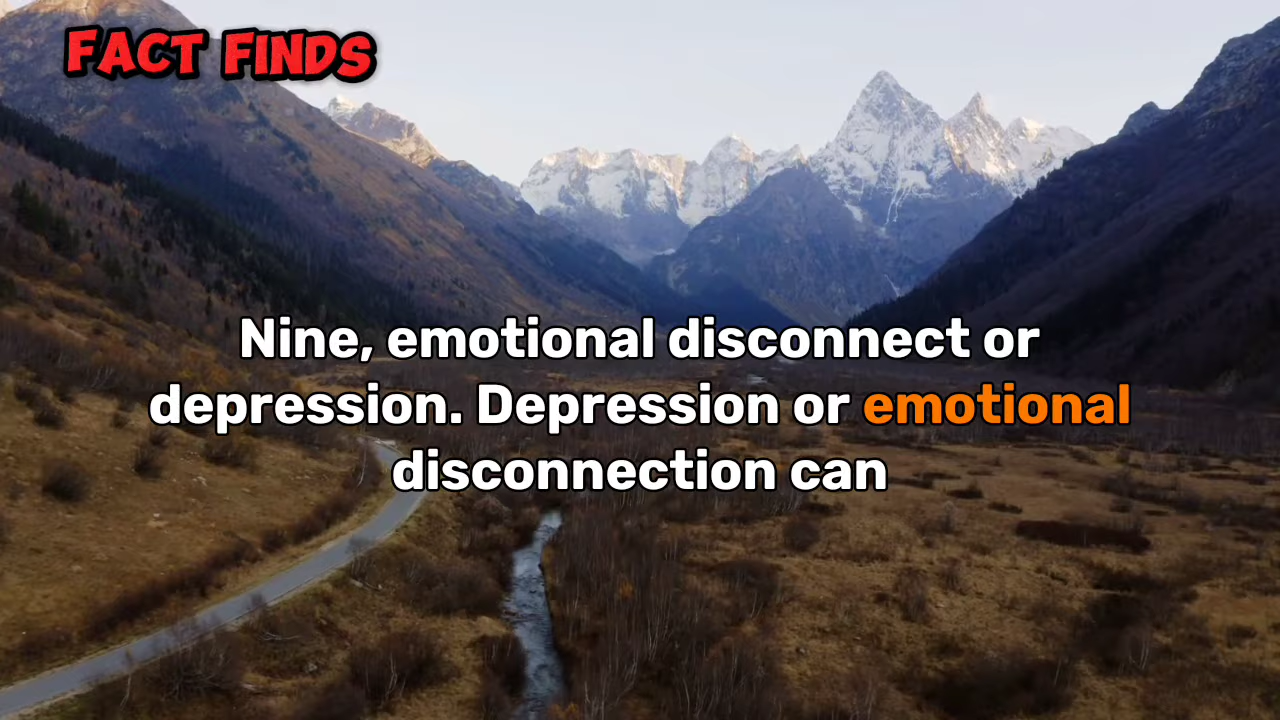 FACT FINDS
Nine, emotional disconnect or
depression. Depression or emotional
disconnection can